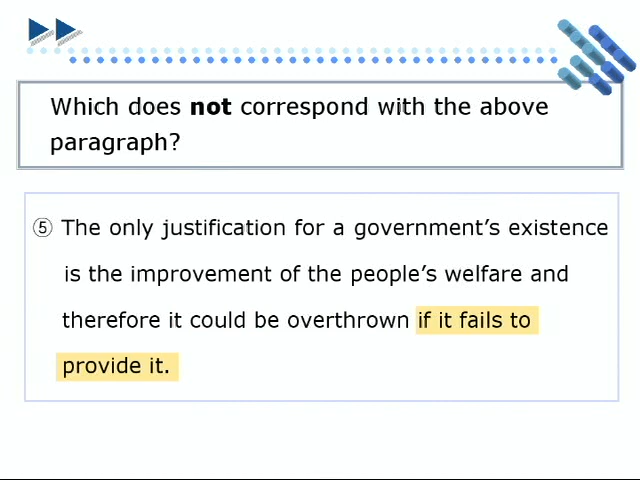 Which does not correspond with the above
paragraph?
⑤ The only justification for a government's existence
is the improvement of the people's welfare and
therefore it could be overthrown if it fails to
provide it.